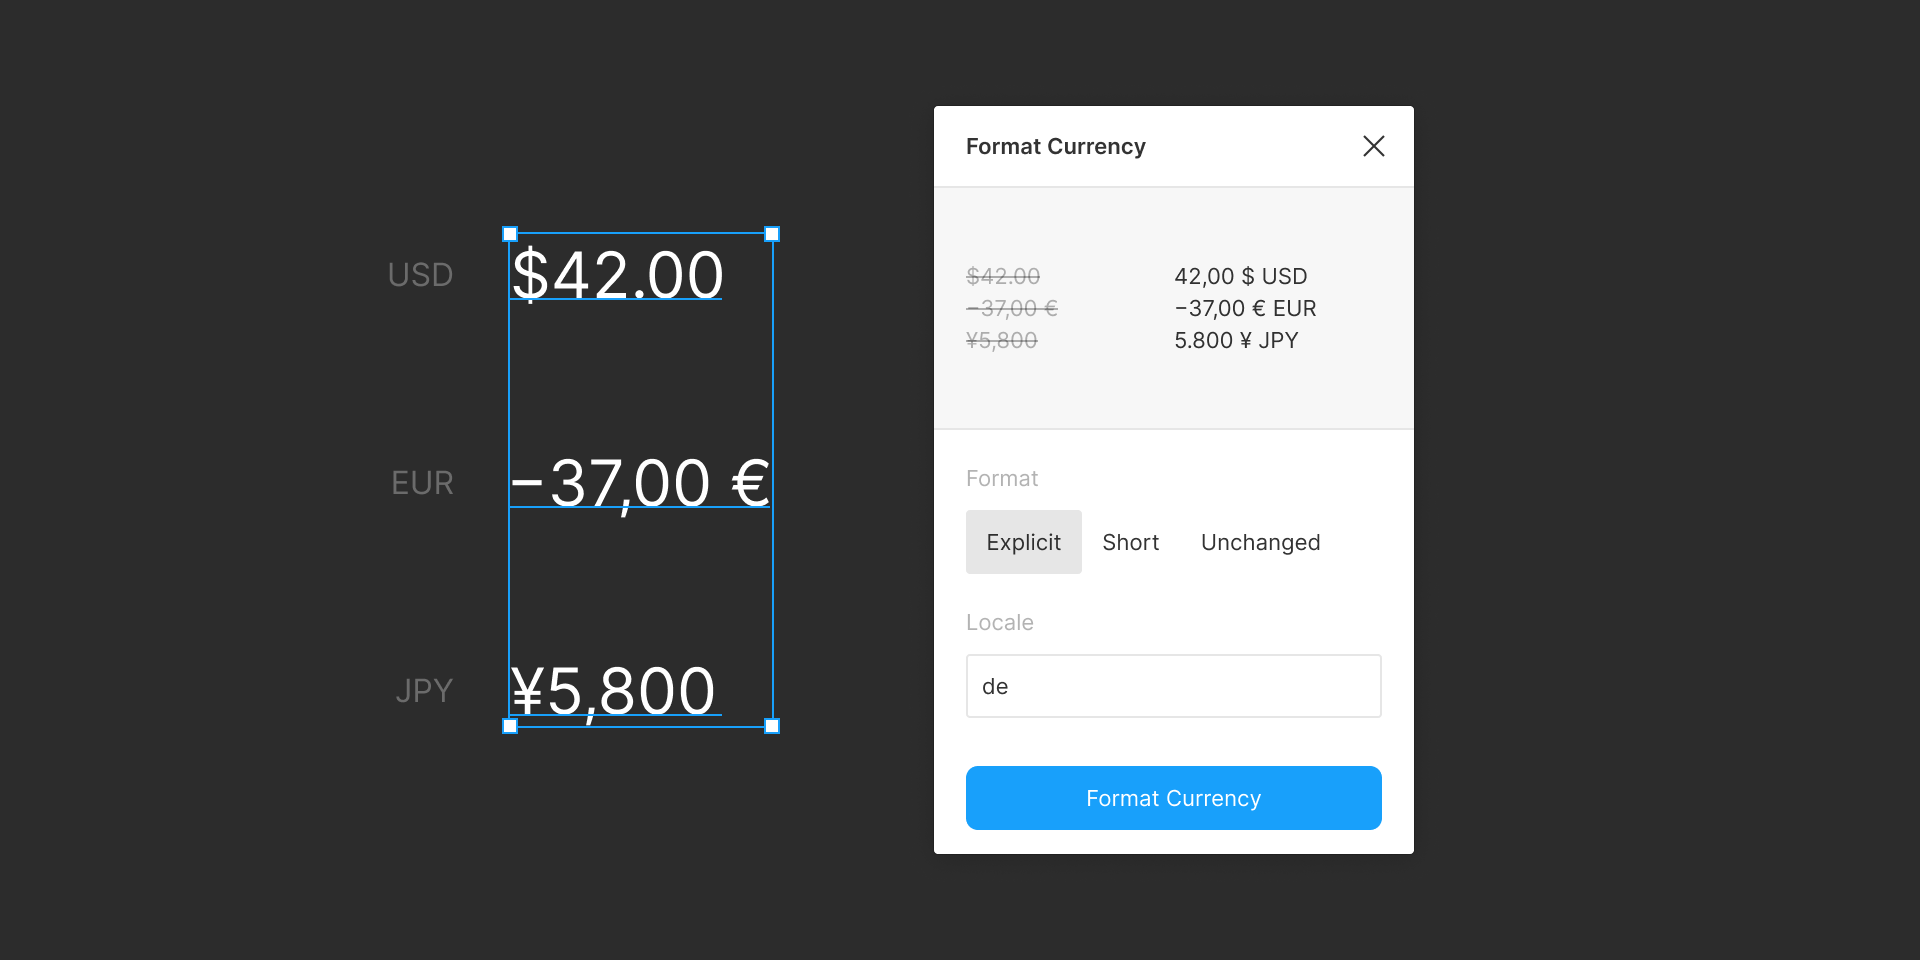 USD
$42.00
EUR
−37,00 €
JPY
¥5,800
Format Currency
$42.00
42,00 $ USD
−37,00 €
−37,00 € EUR
¥5,800
5.800 ¥ JPY
Format
Explicit
Short
Unchanged
Locale
de
Format Currency